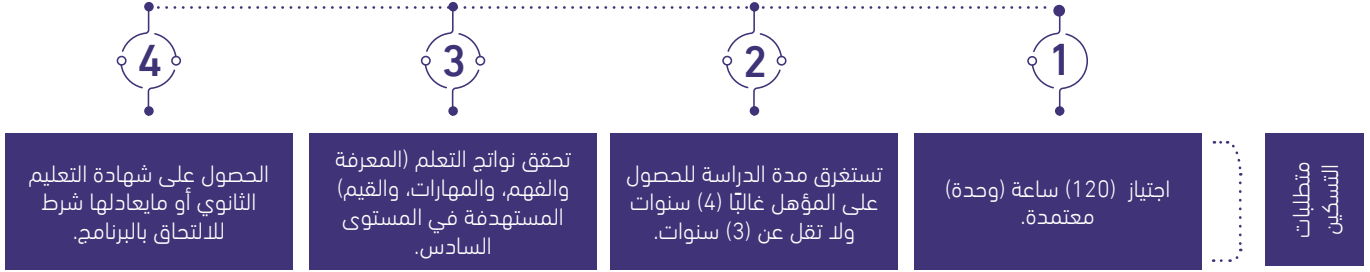 متطلبات
التسكين
1
اجتياز (120) ساعة (وحدة)
معتمدة.
2
تستغرق مدة الدراسة للحصول
على المؤهل غالبًا (4) سنوات
ولا تقل عن (3) سنوات.
3
تحقق نواتج التعلم (المعرفة
والفهم، والمهارات، والقيم)
المستهدفة في المستوى
السادس.
4
الحصول على شهادة التعليم
الثانوي أو مايعادلها شرط
للالتحاق بالبرنامج.